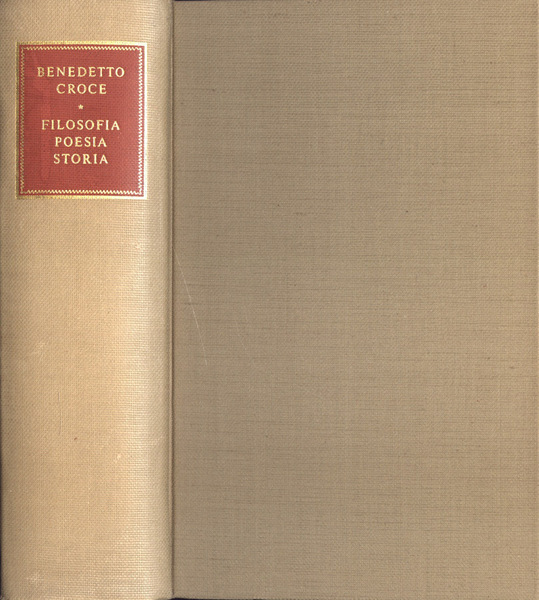 BENEDETTO
CROCE
*
FILOSOFIA
POESIA
STORIA